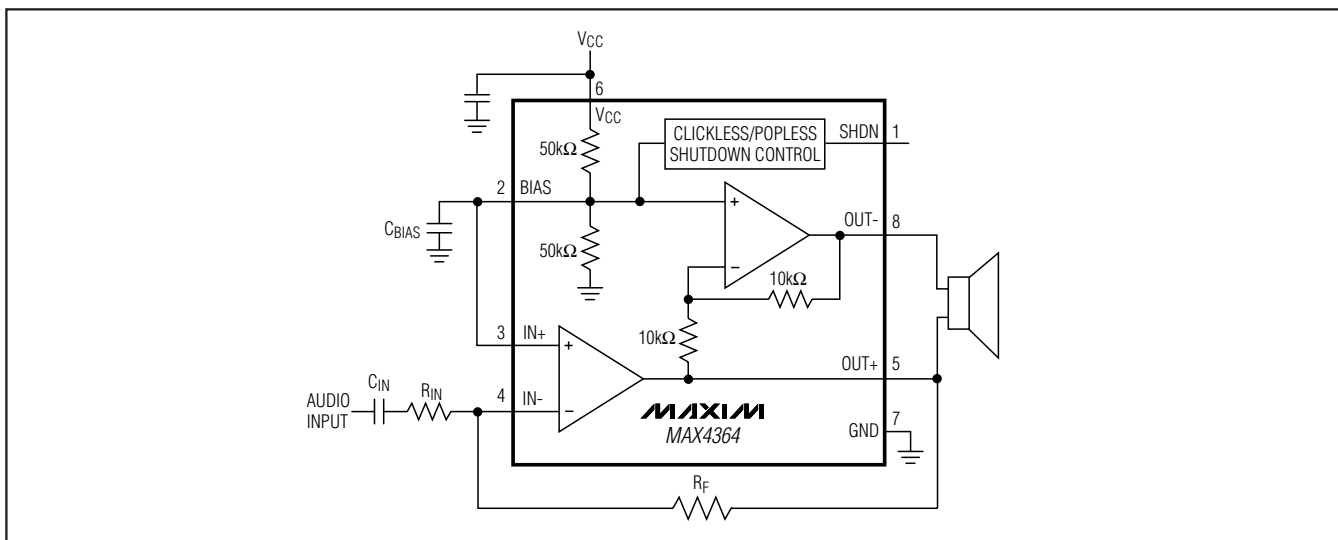 VCC
6
VCC
CLICKLESS/POPLESS
SHUTDOWN CONTROL
SHDN 1
50kΩ
2 BIAS
+
OUT- 8
CBIAS
50kΩ
−
10kΩ
10kΩ
3 IN+
+
OUT+ 5
CIN
RIN
4 IN-
−
AUDIO
INPUT
MAXIM
MAX4364
7
GND
RF